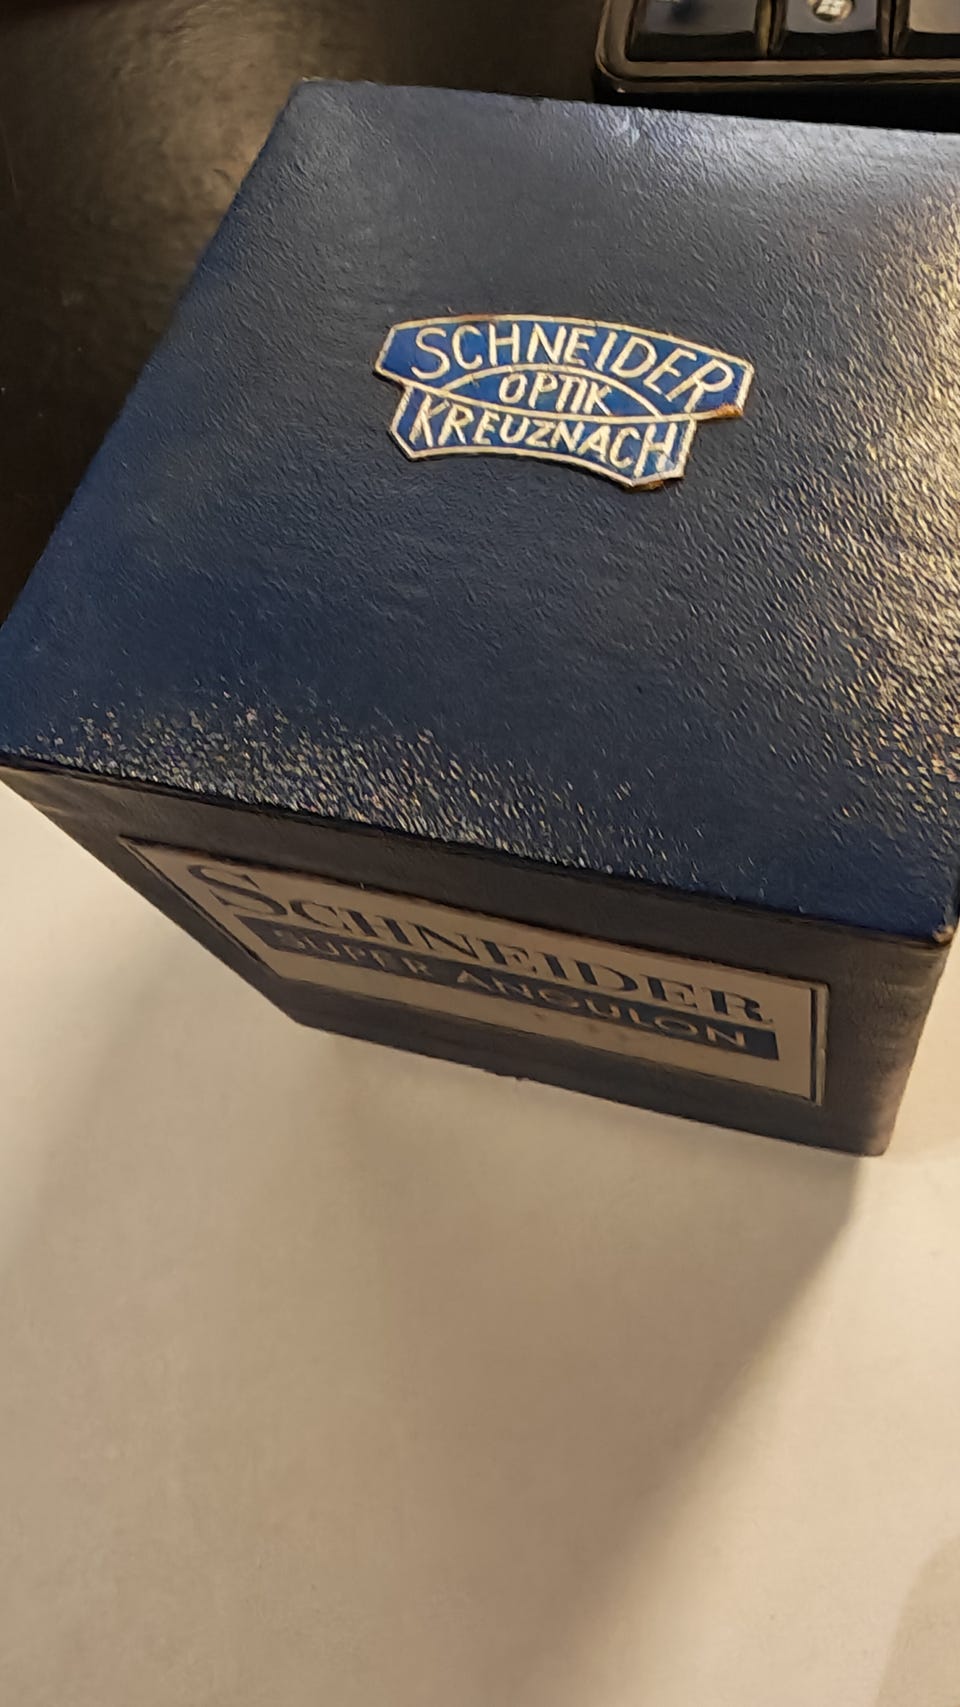 SCHNEIDER
OPTIK
KREUZNACH
SCHNEIDER
SUPER ANGULON